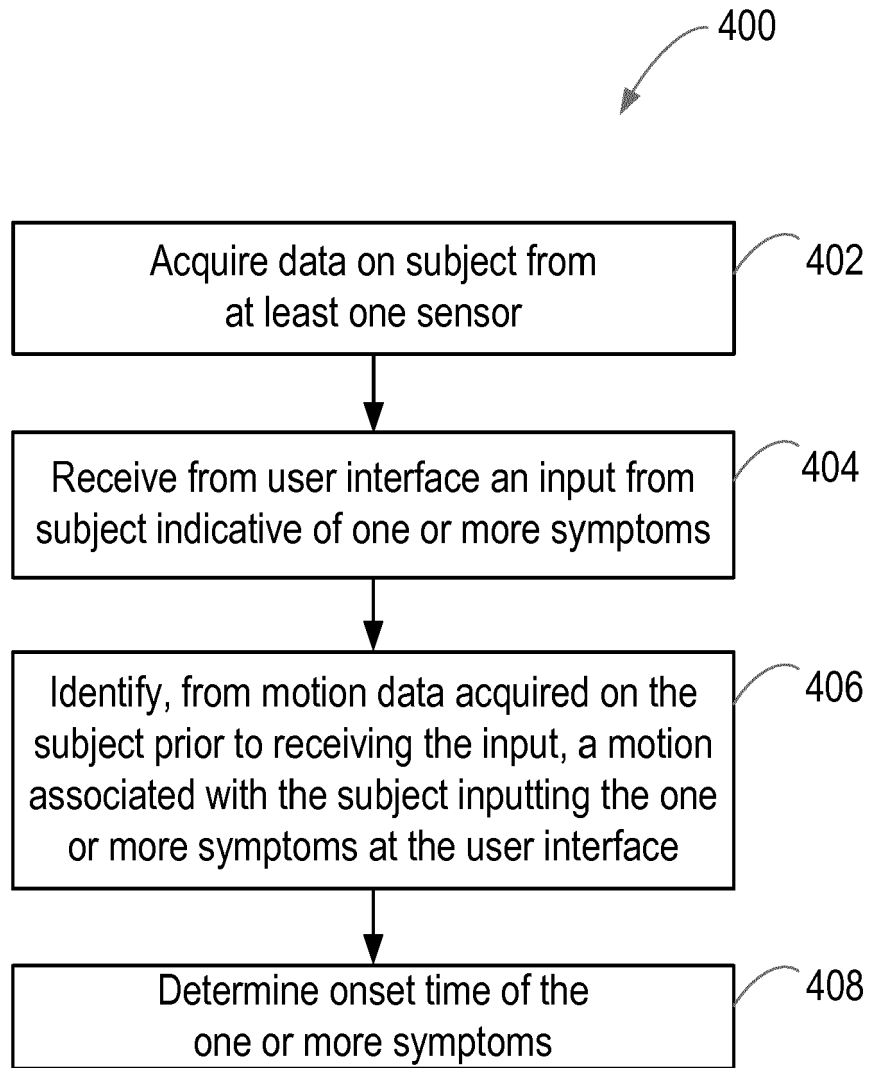 400
Acquire data on subject from
at least one sensor
402
Receive from user interface an input from
subject indicative of one or more symptoms
404
Identify, from motion data acquired on the
subject prior to receiving the input, a motion
associated with the subject inputting the one
or more symptoms at the user interface
406
Determine onset time of the
one or more symptoms
408